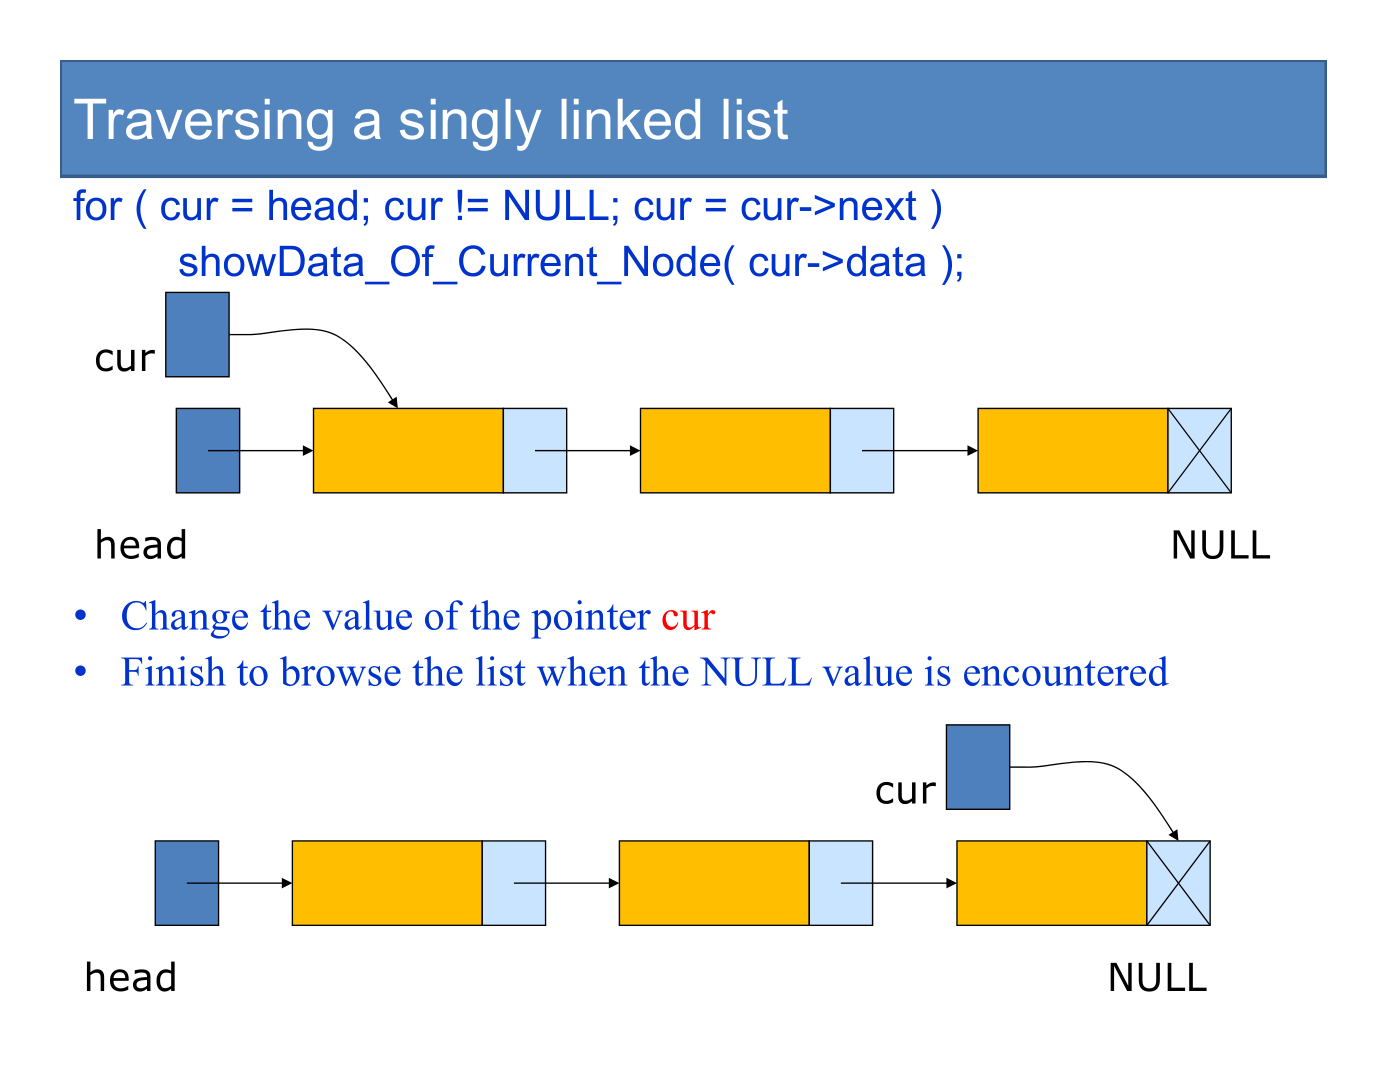 Traversing a singly linked list
for ( cur = head; cur != NULL; cur = cur->next )
showData_Of_Current_Node( cur->data );
cur
head
NULL
• Change the value of the pointer cur
• Finish to browse the list when the NULL value is encountered
cur
head
NULL